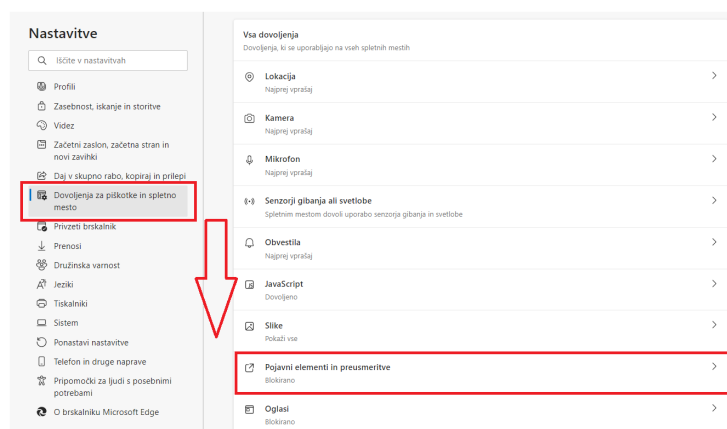 Nastavitve
Iščite v nastavitvah
Profili
Zasebnost, iskanje in storitve
Videz
Začetni zaslon, začetna stran in
novi zavihki
Daj v skupno rabo, kopiraj in prilepi
Dovoljenja za piškotke in spletno
mesto
Privzeti brskalnik
Prenosi
Družinska varnost
Jeziki
Tiskalniki
Sistem
Ponastavi nastavitve
Telefon in druge naprave
Pripomočki za ljudi s posebnimi
potrebami
O brskalniku Microsoft Edge
Vsa dovoljenja
Dovoljenja, ki se uporabljajo na vseh spletnih mestih
Lokacija
Najprej vprašaj
Kamera
Najprej vprašaj
Mikrofon
Najprej vprašaj
Senzorji gibanja ali svetlobe
Spletnim mestom dovoli uporabo senzorja gibanja in svetlobe
Obvestila
Najprej vprašaj
JavaScript
Dovoljeno
Slike
Pokaži vse
Pojavni elementi in preusmeritve
Blokirano
Oglasi
Blokirano